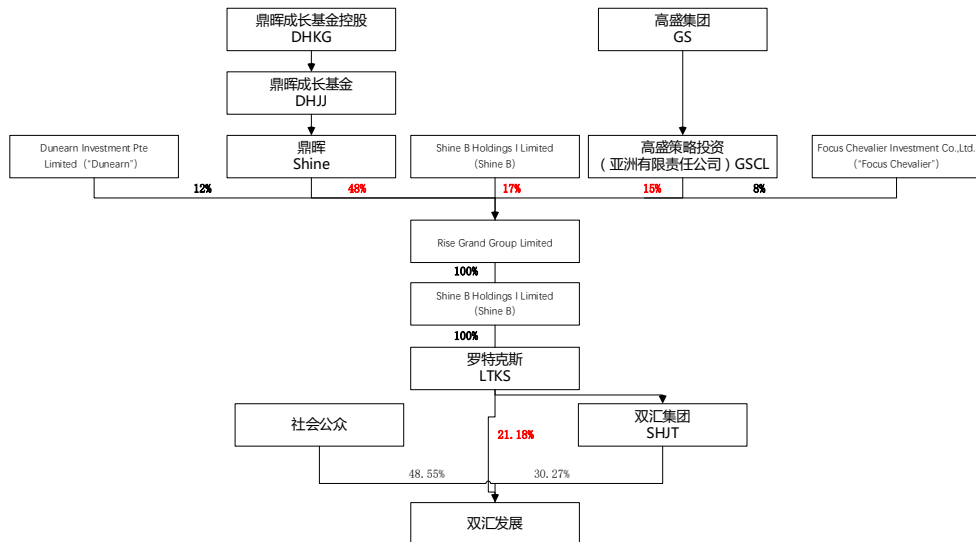 鼎晖成长基金控股
DHKG
高盛集团
GS
鼎晖成长基金
DHJJ
Dunearn Investment Pte
Limited（“Dunearn”）
鼎晖
Shine
Shine B Holdings I Limited
(Shine B)
高盛策略投资
（亚洲有限责任公司）GSCL
Focus Chevalier Investment Co.,Ltd.
（“Focus Chevalier”）
12%
48%
17%
15%
8%
Rise Grand Group Limited
100%
Shine B Holdings I Limited
（Shine B）
100%
罗特克斯
LTKS
社会公众
双汇集团
SHJT
21.18%
48.55%
30.27%
双汇发展